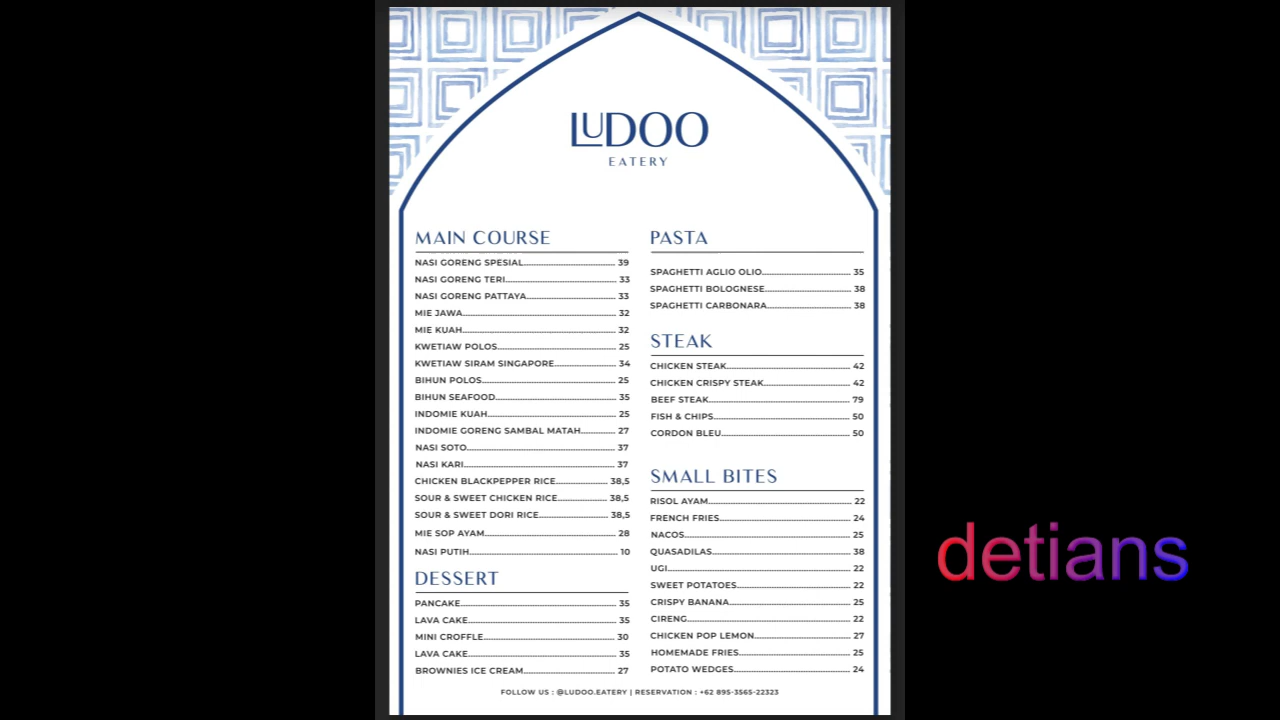 LUDOO
EATERY
MAIN COURSE
NASI GORENG SPESIAL 39
NASI GORENG TERI 33
NASI GORENG PATTAYA 33
MIE JAWA 32
MIE KUAH 32
KWETIAW POLOS 25
KWETIAW SIRAM SINGAPORE 34
BIHUN POLOS 25
BIHUN SEAFOOD 35
INDOMIE KUAH 25
INDOMIE GORENG SAMBAL MATAH 27
NASI SOTO 37
NASI KARI 37
CHICKEN BLACKPEPPER RICE 38,5
SOUR & SWEET CHICKEN RICE 38,5
SOUR & SWEET DORI RICE 38,5
MIE SOP AYAM 28
NASI PUTIH 10
DESSERT
PANCAKE 35
LAVA CAKE 35
MINI CROFFLE 30
LAVA CAKE 35
BROWNIES ICE CREAM 27
PASTA
SPAGHETTI AGLIO OLIO 35
SPAGHETTI BOLOGNESE 38
SPAGHETTI CARBONARA 38
STEAK
CHICKEN STEAK 42
CHICKEN CRISPY STEAK 42
BEEF STEAK 79
FISH & CHIPS 50
CORDON BLEU 50
SMALL BITES
RISOL AYAM 22
FRENCH FRIES 24
NACOS 25
QUASADILAS 38
UGI 22
SWEET POTATOES 22
CRISPY BANANA 25
CIRENG 22
CHICKEN POP LEMON 27
HOMEMADE FRIES 25
POTATO WEDGES 24
FOLLOW US : @LUDOO.EATERY | RESERVATION : +62 895-3565-22323
detians